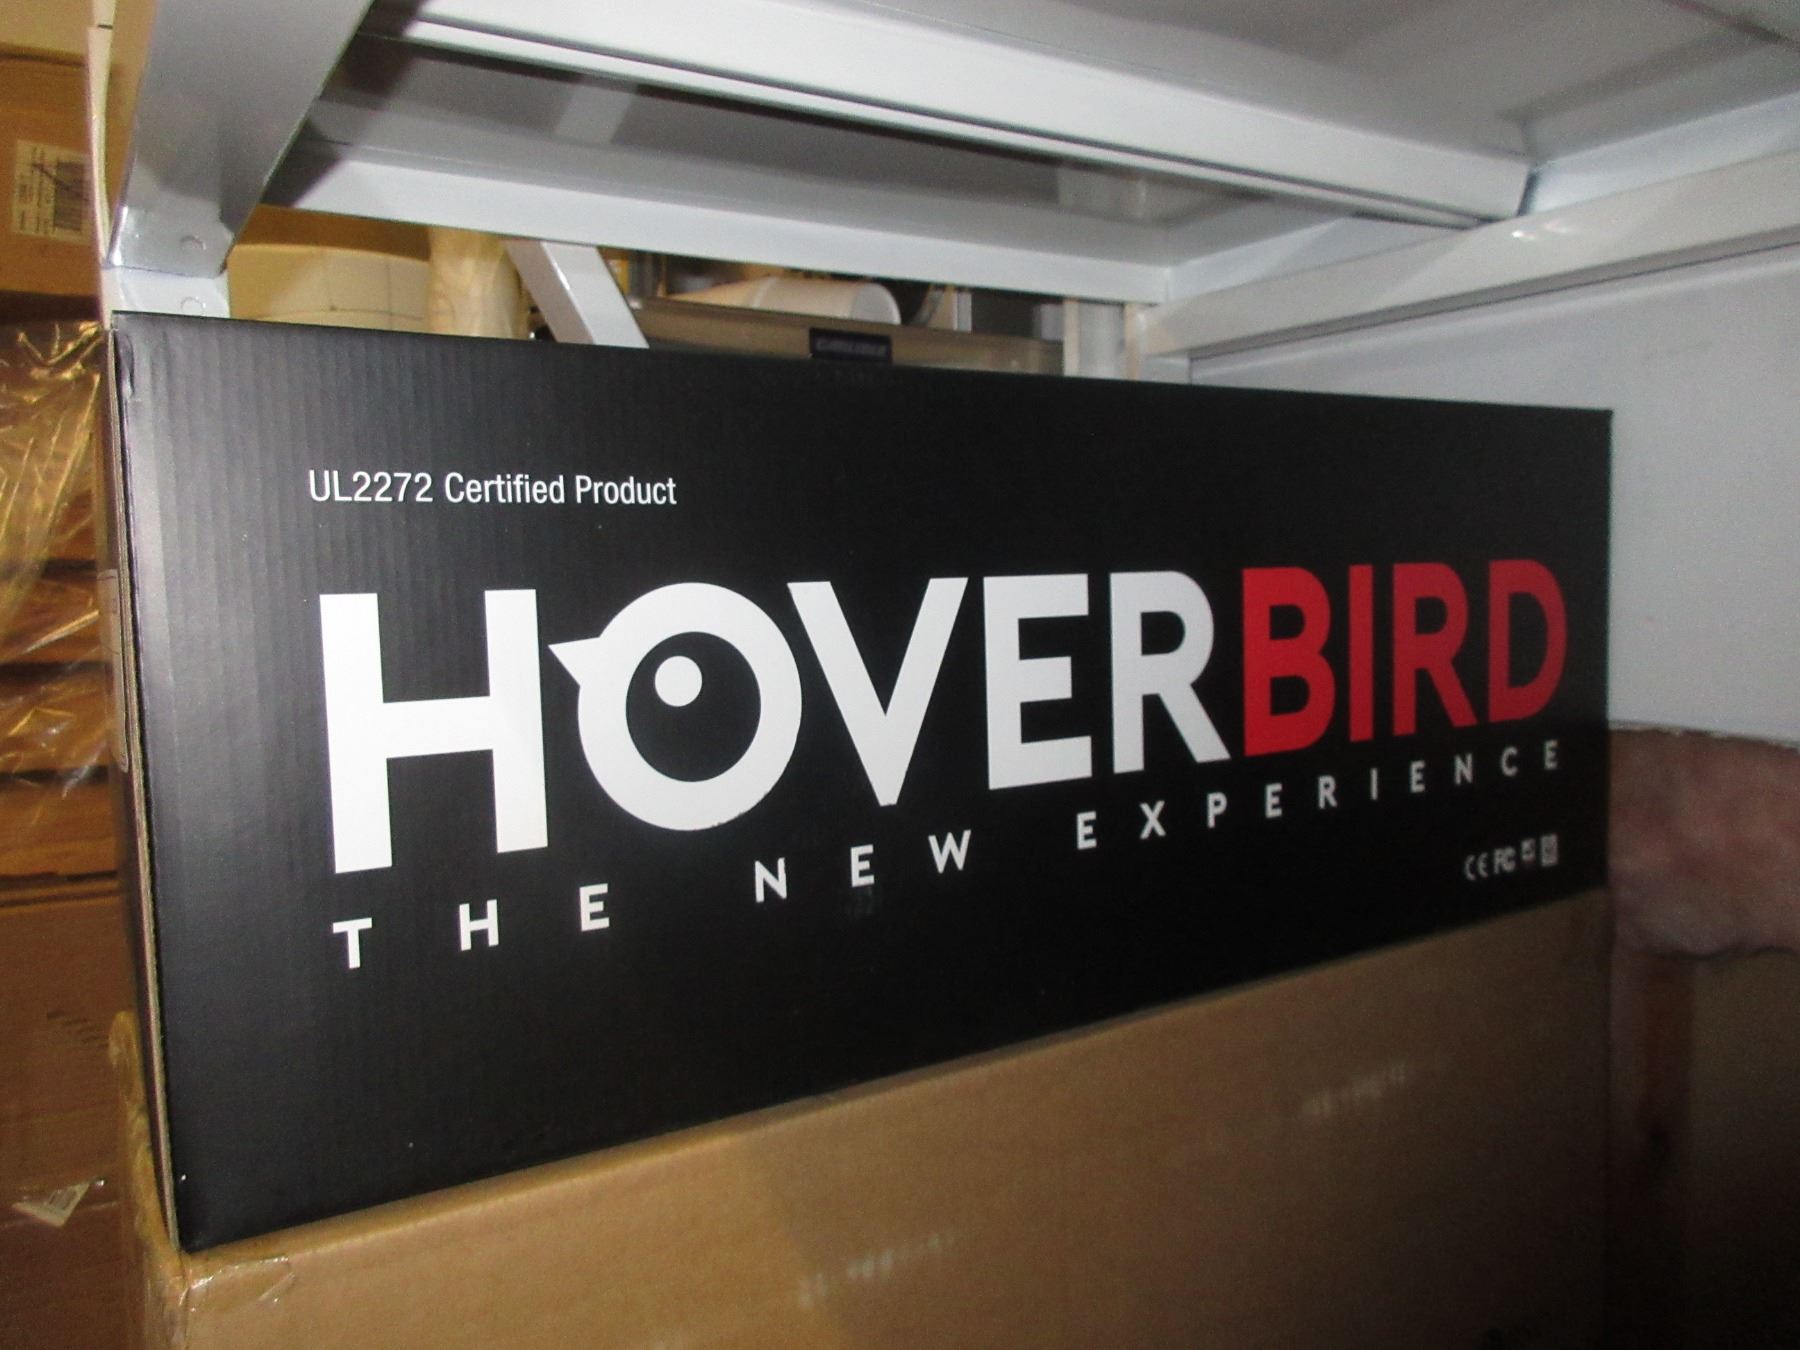 UL2272 Certified Product
HOVERBIRD
THE NEW EXPERIENCE
CE FC